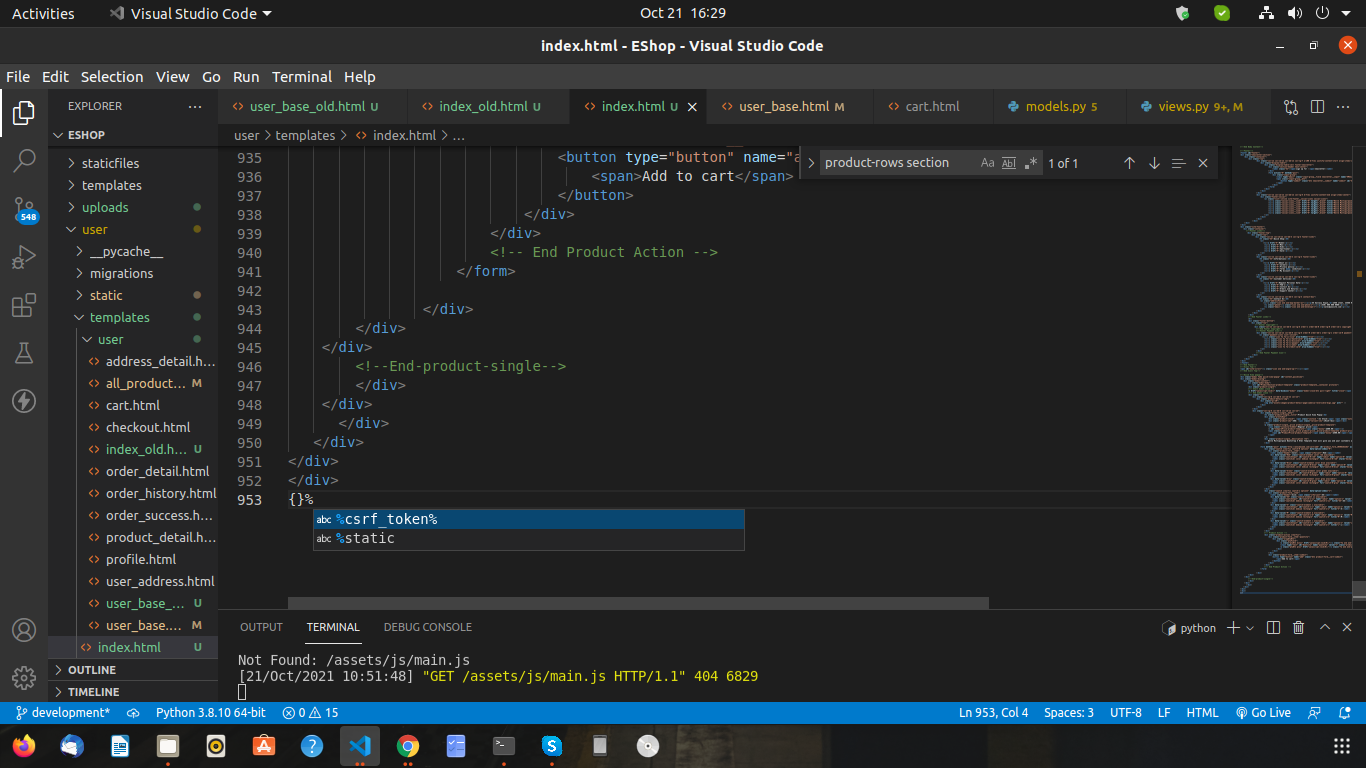 Activities
Visual Studio Code
Oct 21 16:29
index.html - EShop - Visual Studio Code
File Edit Selection View Go Run Terminal Help
EXPLORER ...
user_base_old.html U
index_old.html U
index.html U
user_base.html M
cart.html
models.py 5
views.py 9+, M
ESHOP
user > templates > index.html > ...
staticfiles
templates
uploads
user
__pycache__
migrations
static
templates
user
address_detail.h...
all_product... M
cart.html
checkout.html
index_old.h... U
order_detail.html
order_history.html
order_success.h...
product_detail.h...
profile.html
user_address.html
user_base_... U
user_base.... M
index.html U
OUTLINE
TIMELINE
548
product-rows section
Aa Ab .*
1 of 1
935 <button type="button" name="a
936 <span>Add to cart</span>
937 </button>
938 </div>
939 </div>
940 <!-- End Product Action -->
941 </form>
942
943 </div>
944 </div>
945 </div>
946 <!--End-product-single-->
947 </div>
948 </div>
949 </div>
950 </div>
951 </div>
952 </div>
953 {}%
abc %csrf_token%
abc %static
OUTPUT TERMINAL DEBUG CONSOLE
python
Not Found: /assets/js/main.js
[21/Oct/2021 10:51:48] "GET /assets/js/main.js HTTP/1.1" 404 6829
development*
Python 3.8.10 64-bit
0 15
Ln 953, Col 4
Spaces: 3
UTF-8
LF
HTML
Go Live